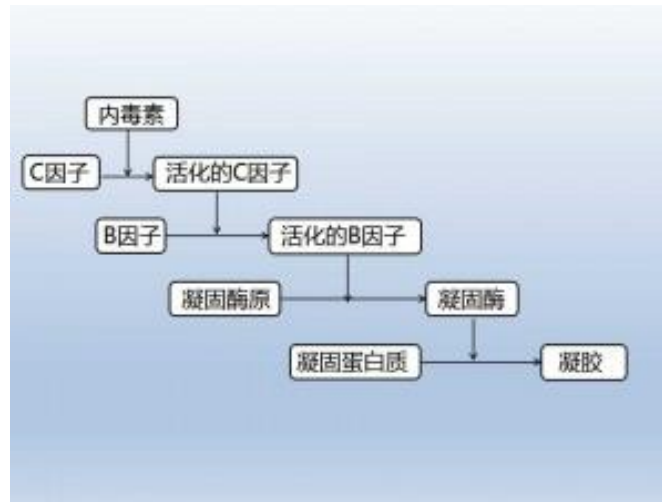 内毒素
C因子
活化的C因子
B因子
活化的B因子
凝固酶原
凝固酶
凝固蛋白质
凝胶